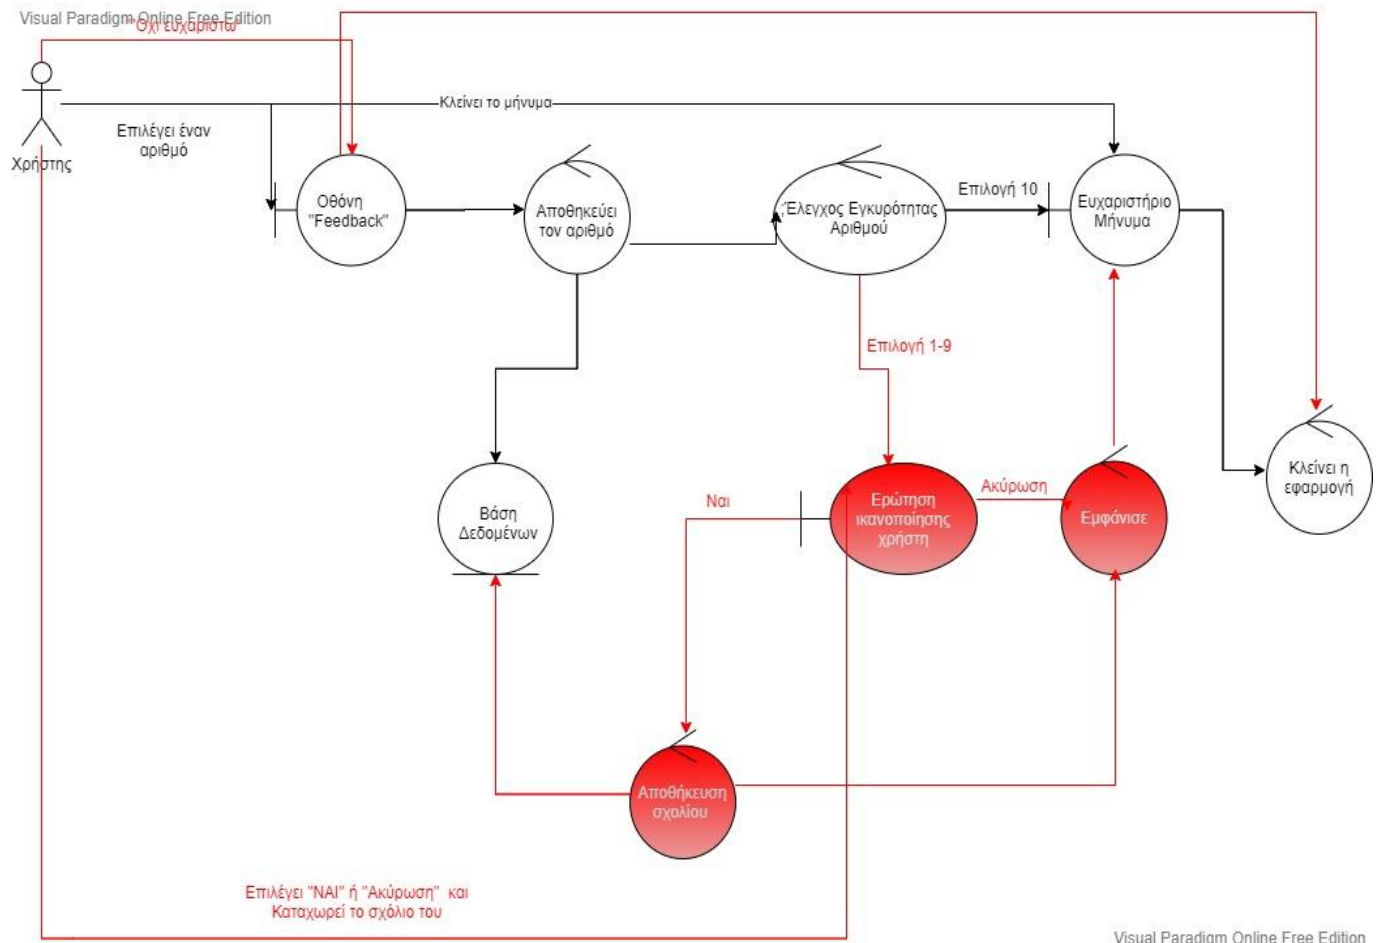 Visual Paradigm Online Free Edition
"Όχι ευχαριστώ"
Κλείνει το μήνυμα
Επιλέγει έναν
αριθμό
Χρήστης
Οθόνη
"Feedback"
Αποθηκεύει
τον αριθμό
;Έλεγχος Εγκυρότητας
Αριθμού
Επιλογή 10
Ευχαριστήριο
Μήνυμα
Επιλογή 1-9
Κλείνει η
εφαρμογή
Βάση
Δεδομένων
Ναι
Ερώτηση
ικανοποίησης
χρήστη
Ακύρωση
Εμφάνισε
Αποθήκευση
σχολίου
Επιλέγει "ΝΑΙ" ή "Ακύρωση" και
Καταχωρεί το σχόλιο του
Visual Paradigm Online Free Edition